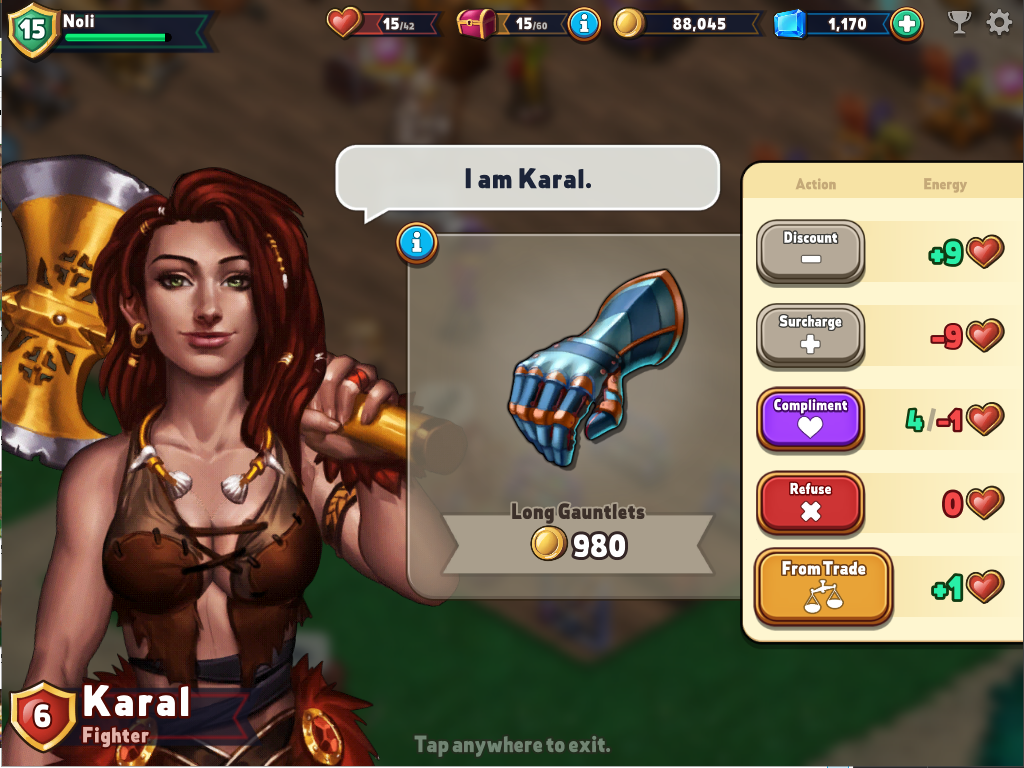 15
Noli
15/42
15/60
i
88,045
1,170
I am Karal.
i
Action
Energy
Discount
+9
Surcharge
-9
Compliment
4/-1
Refuse
0
From Trade
+1
Long Gauntlets
980
6
Karal
Fighter
Tap anywhere to exit.